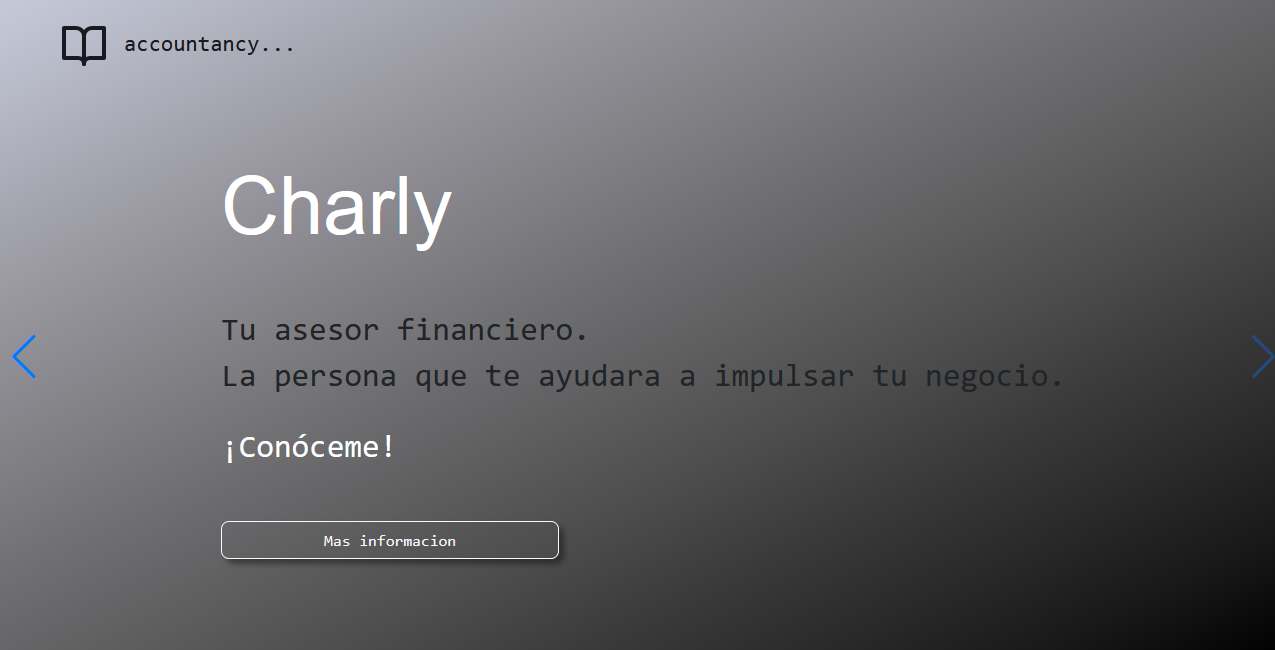 accountancy...
Charly
Tu asesor financiero.
La persona que te ayudara a impulsar tu negocio.
¡Conóceme!
Mas informacion